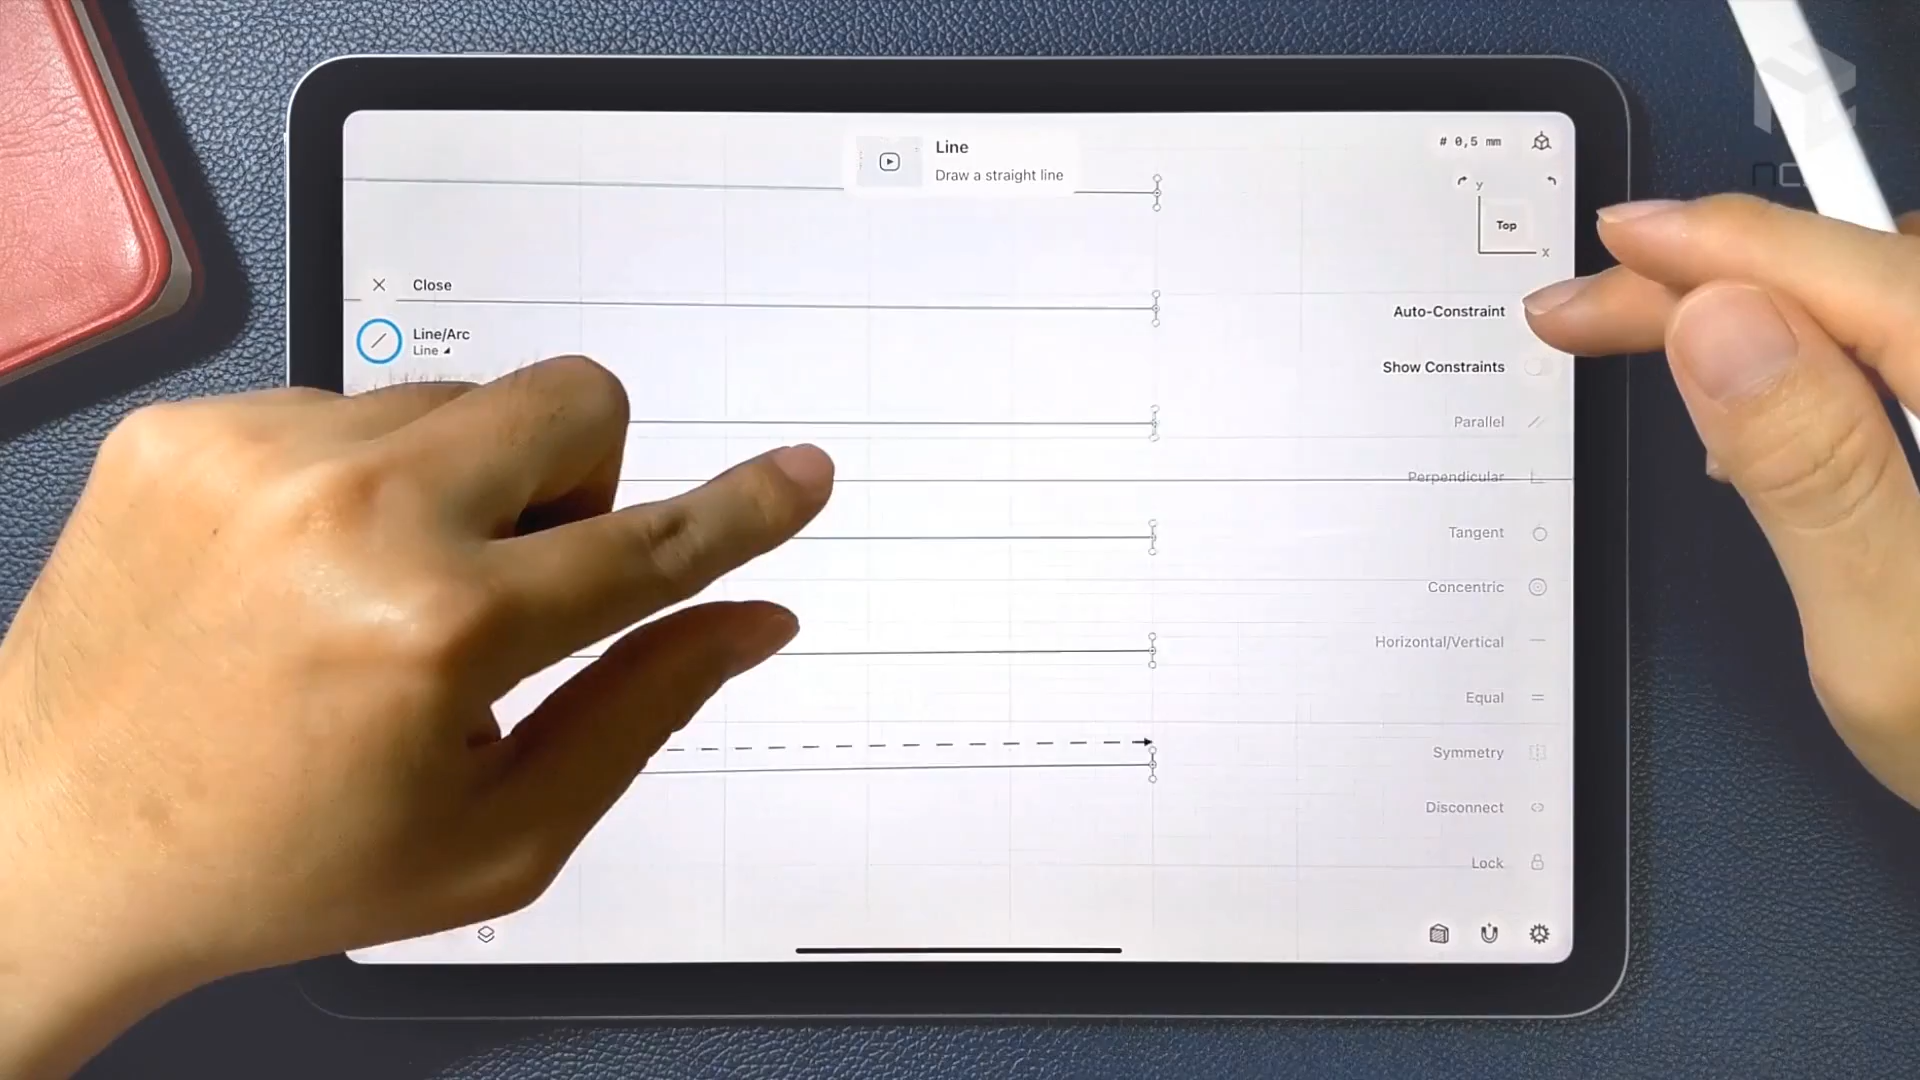 Line
Draw a straight line
# 0,5 mm
y
Top
x
Close
Line/Arc
Line
Auto-Constraint
Show Constraints
Parallel
Perpendicular
Tangent
Concentric
Horizontal/Vertical
Equal
Symmetry
Disconnect
Lock